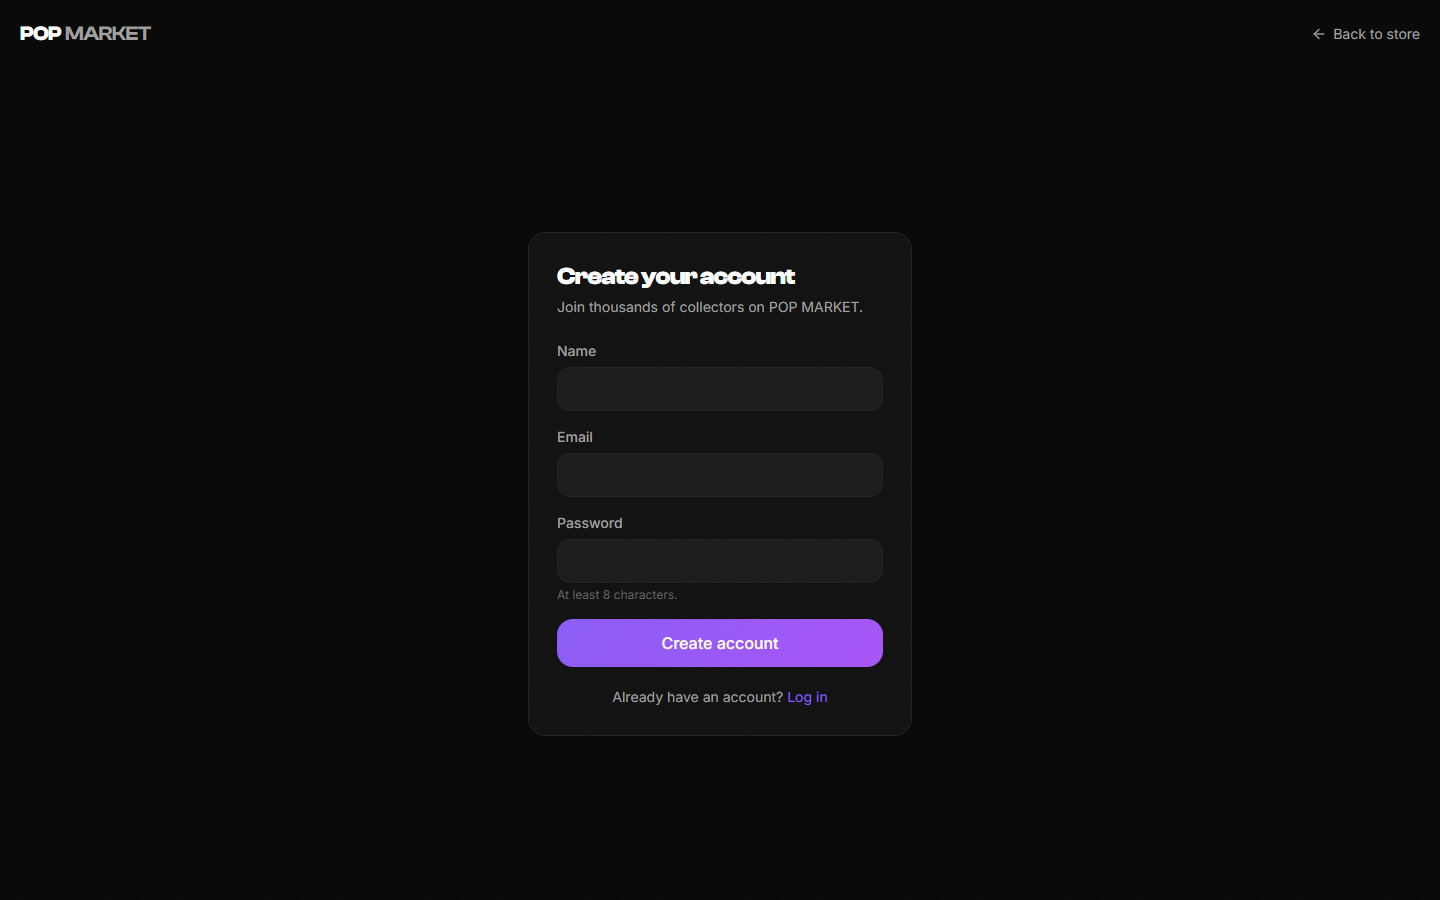 POP MARKET
Back to store
Create your account
Join thousands of collectors on POP MARKET.
Name
Email
Password
At least 8 characters.
Create account
Already have an account? Log in